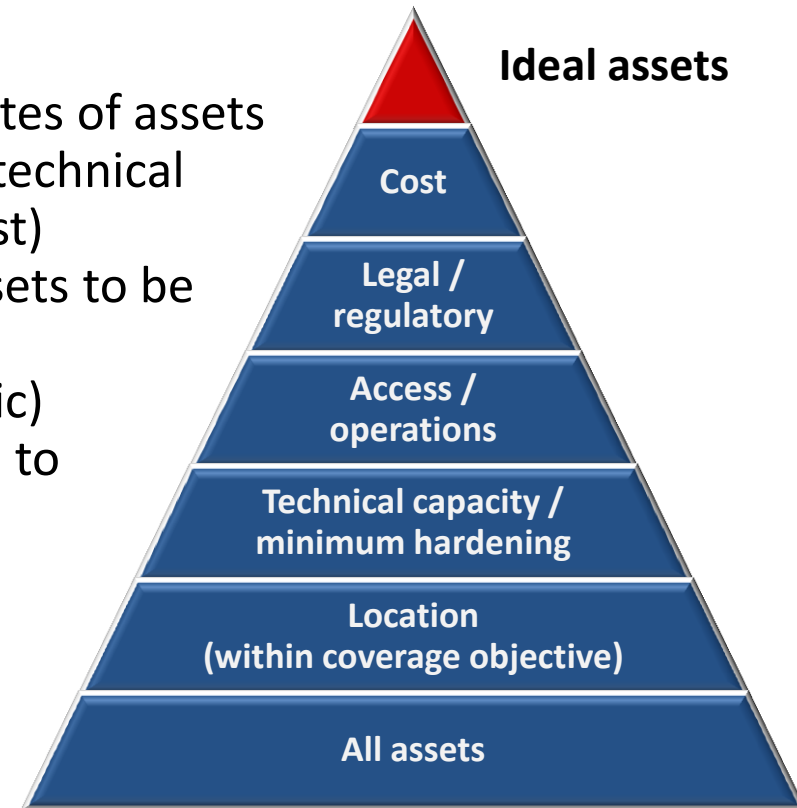 Ideal assets
tes of assets
technical
st)
sets to be
ic)
to
Cost
Legal /
regulatory
Access /
operations
Technical capacity /
minimum hardening
Location
(within coverage objective)
All assets